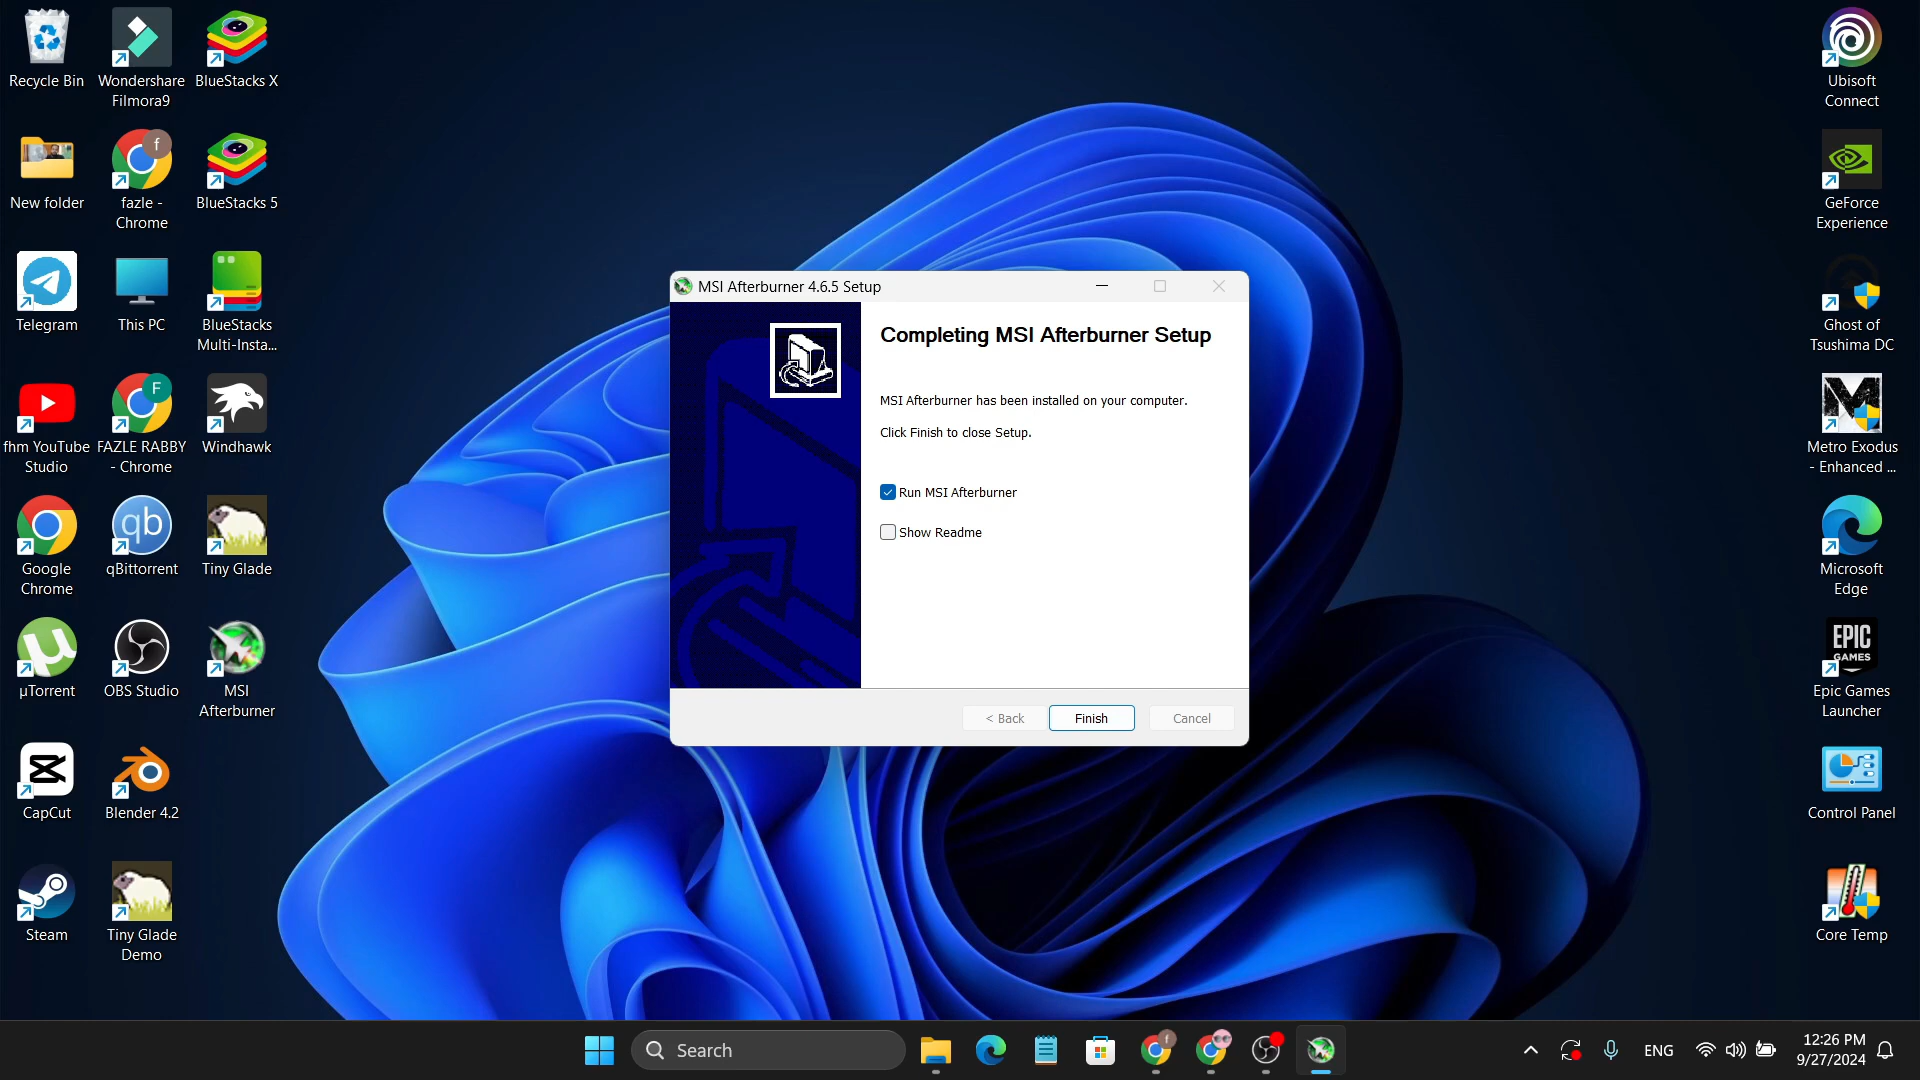 Recycle Bin
Wondershare
Filmora9
BlueStacks X
New folder
f
fazle -
Chrome
BlueStacks 5
Telegram
This PC
BlueStacks
Multi-Insta...
fhm YouTube
Studio
F
FAZLE RABBY
- Chrome
Windhawk
Google
Chrome
qb
qBittorrent
Tiny Glade
µ
µTorrent
OBS Studio
MSI
Afterburner
CapCut
Blender 4.2
Steam
Tiny Glade
Demo
MSI Afterburner 4.6.5 Setup
Completing MSI Afterburner Setup
MSI Afterburner has been installed on your computer.
Click Finish to close Setup.
Run MSI Afterburner
Show Readme
< Back
Finish
Cancel
Ubisoft
Connect
GeForce
Experience
Ghost of
Tsushima DC
M
Metro Exodus
- Enhanced ...
Microsoft
Edge
EPIC
GAMES
Epic Games
Launcher
Control Panel
Core Temp
Search
f
ENG
12:26 PM
9/27/2024